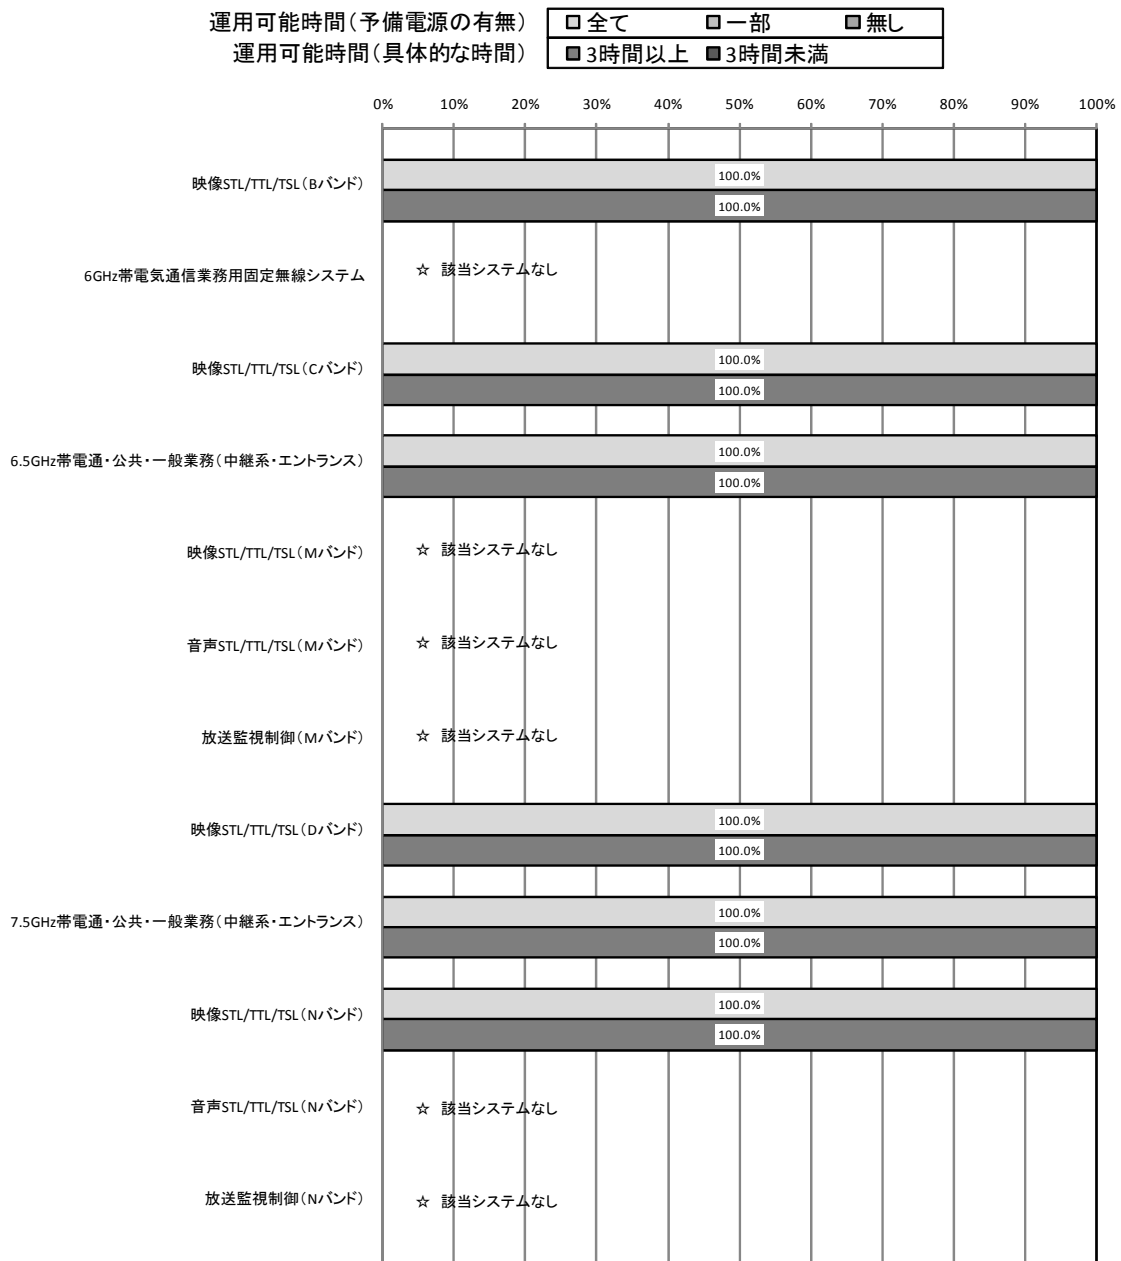 運用可能時間(予備電源の有無) 全て 一部 無し
運用可能時間(具体的な時間) 3時間以上 3時間未満
0% 10% 20% 30% 40% 50% 60% 70% 80% 90% 100%
100.0%
映像STL/TTL/TSL(Bバンド)
100.0%
6GHz帯電気通信業務用固定無線システム ☆ 該当システムなし
100.0%
映像STL/TTL/TSL(Cバンド)
100.0%
100.0%
6.5GHz帯電通・公共・一般業務(中継系・エントランス)
100.0%
映像STL/TTL/TSL(Mバンド) ☆ 該当システムなし
音声STL/TTL/TSL(Mバンド) ☆ 該当システムなし
放送監視制御(Mバンド) ☆ 該当システムなし
100.0%
映像STL/TTL/TSL(Dバンド)
100.0%
100.0%
7.5GHz帯電通・公共・一般業務(中継系・エントランス)
100.0%
100.0%
映像STL/TTL/TSL(Nバンド)
100.0%
音声STL/TTL/TSL(Nバンド) ☆ 該当システムなし
放送監視制御(Nバンド) ☆ 該当システムなし